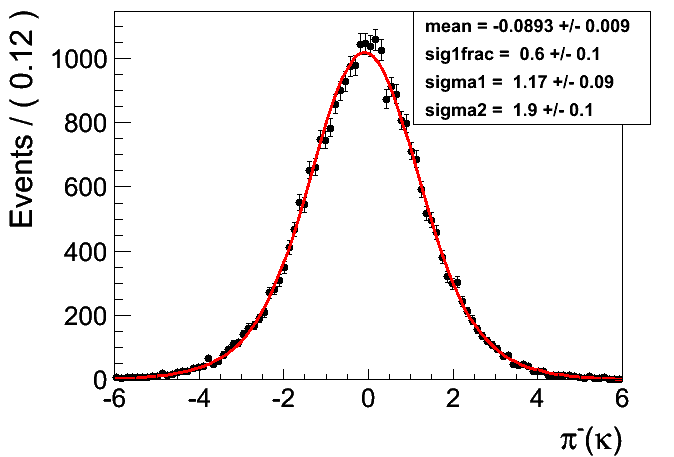 mean = -0.0893 +/- 0.009
sig1frac =  0.6 +/- 0.1
sigma1 =  1.17 +/- 0.09
sigma2 =  1.9 +/- 0.1
Events / ( 0.12 )
1000
800
600
400
200
0
-6 -4 -2 0 2 4 6
π⁻(κ)